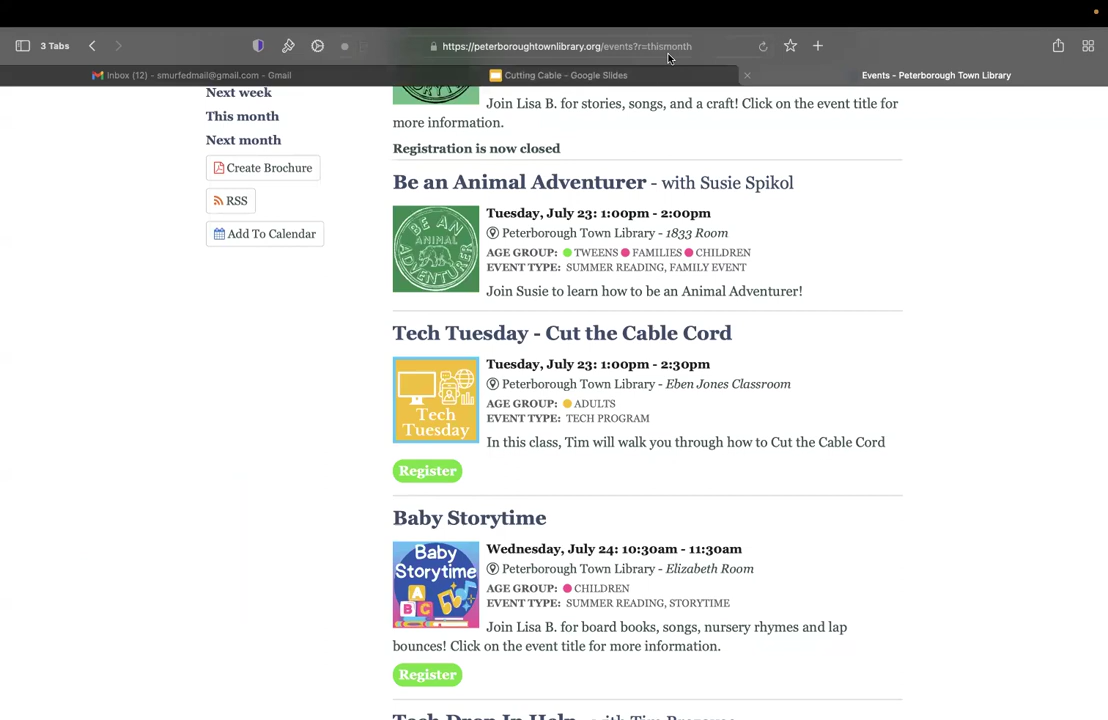 3 Tabs
https://peterboroughtownlibrary.org/events?r=thismonth
Inbox (12) - smurfedmail@gmail.com - Gmail
Cutting Cable - Google Slides
Events - Peterborough Town Library
Next week
This month
Next month
Create Brochure
RSS
Add To Calendar
Join Lisa B. for stories, songs, and a craft! Click on the event title for
more information.
Registration is now closed
Be an Animal Adventurer - with Susie Spikol
BE AN ANIMAL ADVENTURER
Tuesday, July 23: 1:00pm - 2:00pm
Peterborough Town Library - 1833 Room
AGE GROUP: TWEENS FAMILIES CHILDREN
EVENT TYPE: SUMMER READING, FAMILY EVENT
Join Susie to learn how to be an Animal Adventurer!
Tech Tuesday - Cut the Cable Cord
Tech
Tuesday
Tuesday, July 23: 1:00pm - 2:30pm
Peterborough Town Library - Eben Jones Classroom
AGE GROUP: ADULTS
EVENT TYPE: TECH PROGRAM
In this class, Tim will walk you through how to Cut the Cable Cord
Register
Baby Storytime
Baby
Storytime
A
B C
Wednesday, July 24: 10:30am - 11:30am
Peterborough Town Library - Elizabeth Room
AGE GROUP: CHILDREN
EVENT TYPE: SUMMER READING, STORYTIME
Join Lisa B. for board books, songs, nursery rhymes and lap
bounces! Click on the event title for more information.
Register
Tech Drop In Help - with Tim